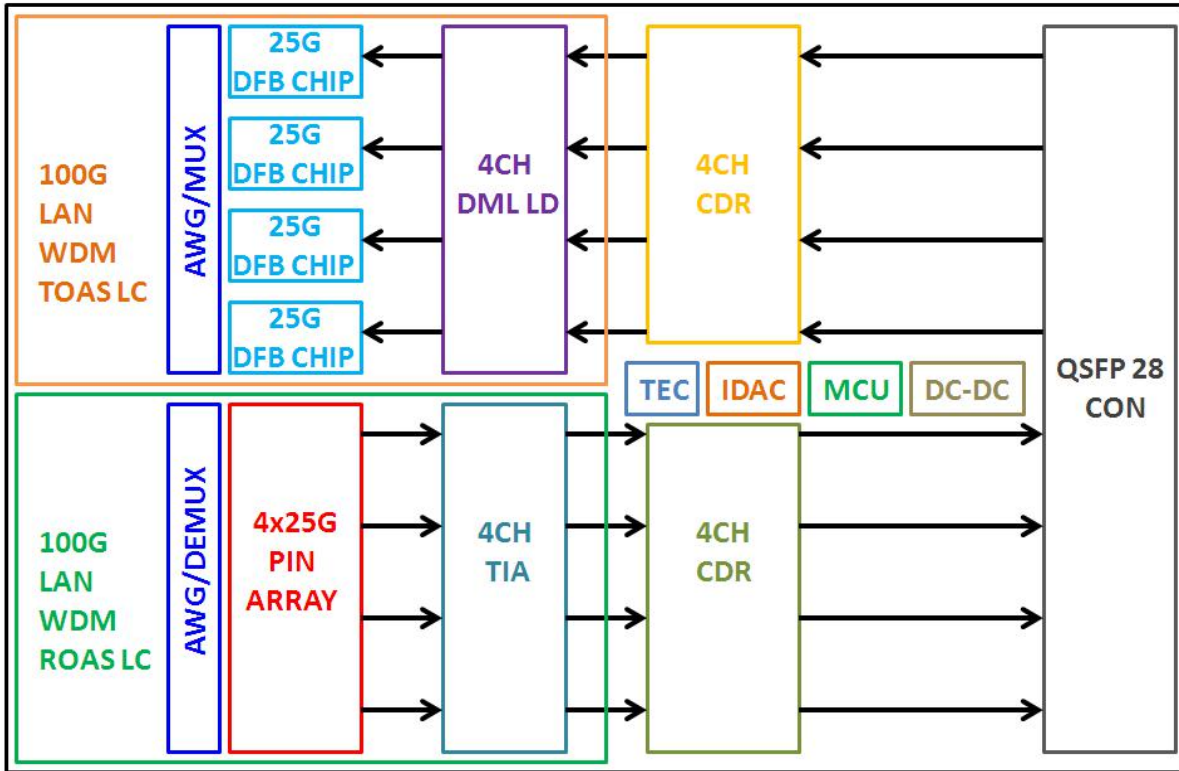 100G
LAN
WDM
TOAS LC
AWG/MUX
25G
DFB CHIP
25G
DFB CHIP
25G
DFB CHIP
25G
DFB CHIP
4CH
DML LD
4CH
CDR
TEC
IDAC
MCU
DC-DC
QSFP 28
CON
100G
LAN
WDM
ROAS LC
AWG/DEMUX
4x25G
PIN
ARRAY
4CH
TIA
4CH
CDR